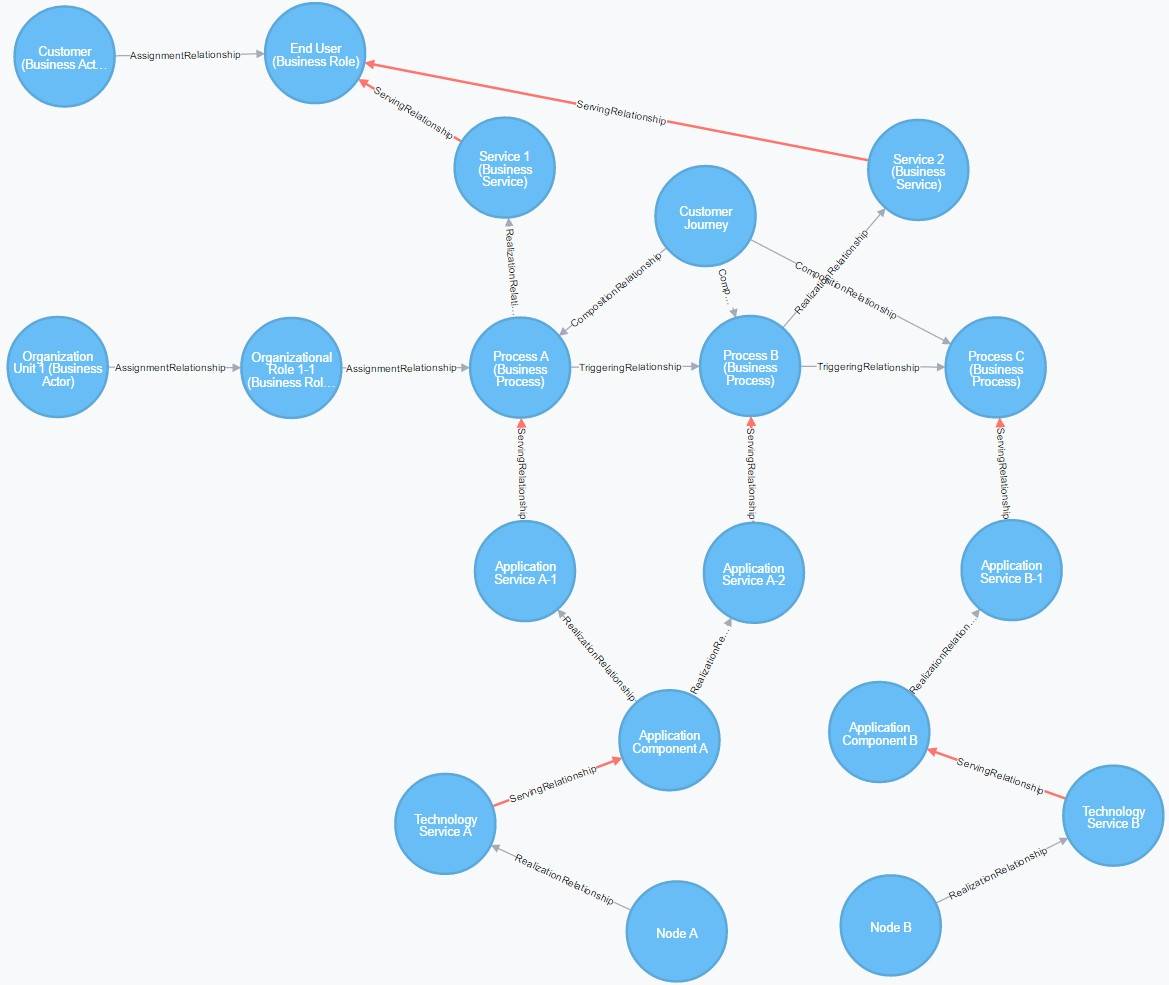 Customer
(Business Act...
AssignmentRelationship
End User
(Business Role)
ServingRelationship
ServingRelationship
Service 1
(Business
Service)
Service 2
(Business
Service)
Customer
Journey
RealizationRelati...
CompositionRelationship
Comp...
RealizationRelationship
CompositionRelationship
Organization
Unit 1 (Business
Actor)
AssignmentRelationship
Organizational
Role 1-1
(Business Rol...
AssignmentRelationship
Process A
(Business
Process)
TriggeringRelationship
Process B
(Business
Process)
TriggeringRelationship
Process C
(Business
Process)
ServingRelationship
ServingRelationship
ServingRelationship
Application
Service A-1
Application
Service A-2
Application
Service B-1
RealizationRelationship
RealizationRe...
RealizationRelation...
Application
Component A
Application
Component B
ServingRelationship
ServingRelationship
Technology
Service A
Technology
Service B
RealizationRelationship
RealizationRelationship
Node A
Node B